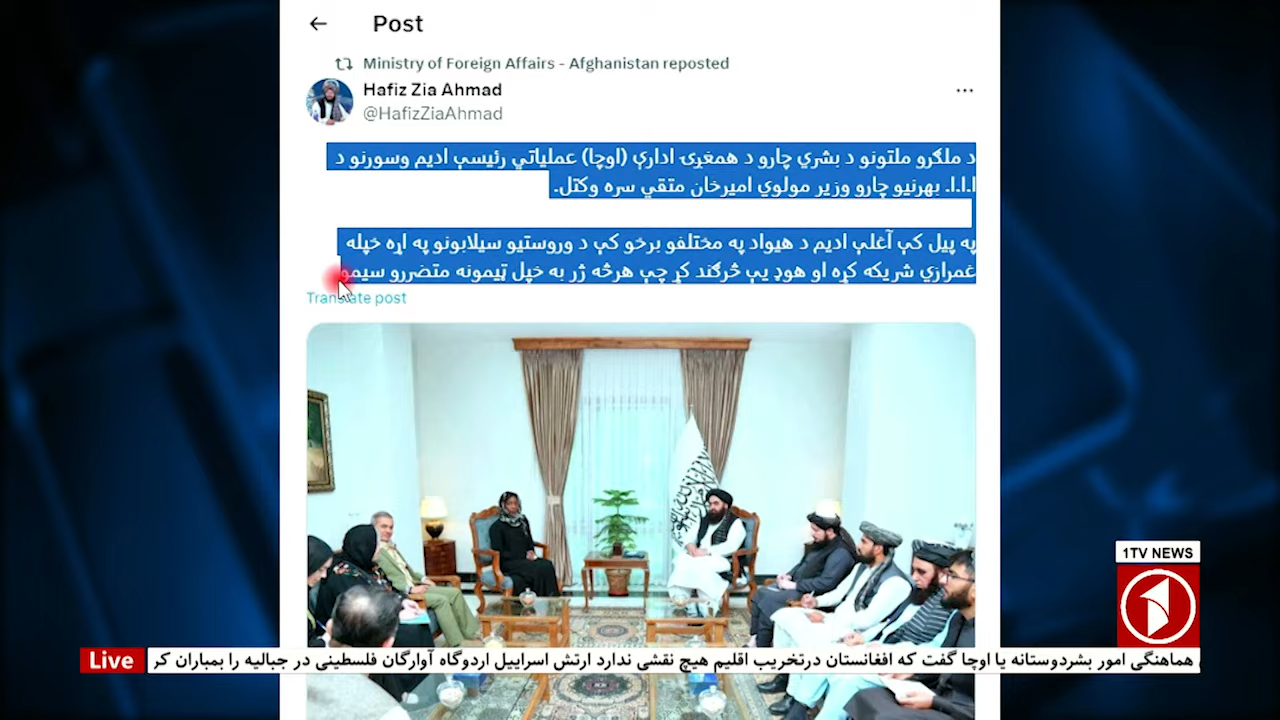 Post
Ministry of Foreign Affairs - Afghanistan reposted
Hafiz Zia Ahmad
@HafizZiaAhmad
د ملګرو ملتونو د بشري چارو د همغږۍ ادارې (اوچا) عملیاتي رئیسې ادیم وسورنو د
ا.ا.ا. بهرنیو چارو وزیر مولوي امیرخان متقي سره وکتل.
په پیل کې آغلې ادیم د هیواد په مختلفو برخو کې د وروستیو سیلابونو په اړه خپله
غمرازي شریکه کړه او هوډ یې څرګند کړ چې هرڅه ژر به خپل ټیمونه متضررو سیمو
Translate post
1TV NEWS
Live
هماهنگی امور بشردوستانه یا اوچا گفت که افغانستان درتخریب اقلیم هیچ نقشی ندارد ارتش اسراییل اردوگاه آوارگان فلسطینی در جبالیه را بمباران کر